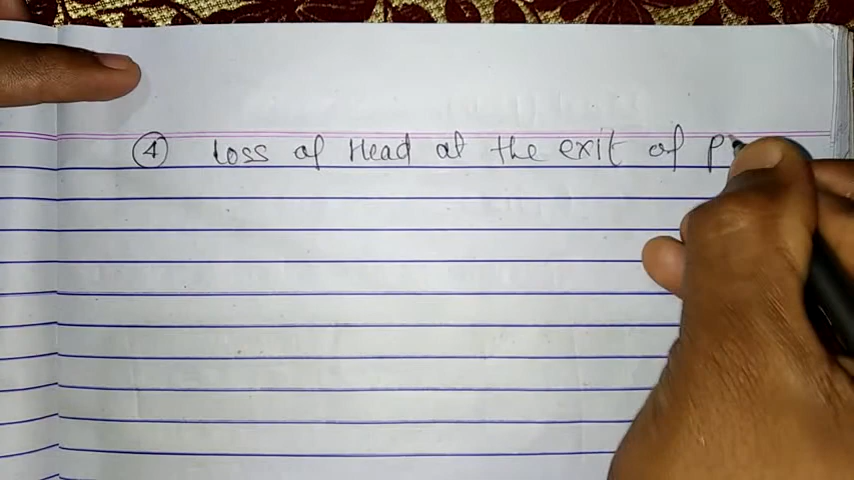 ④ Loss of Head at the exit of P